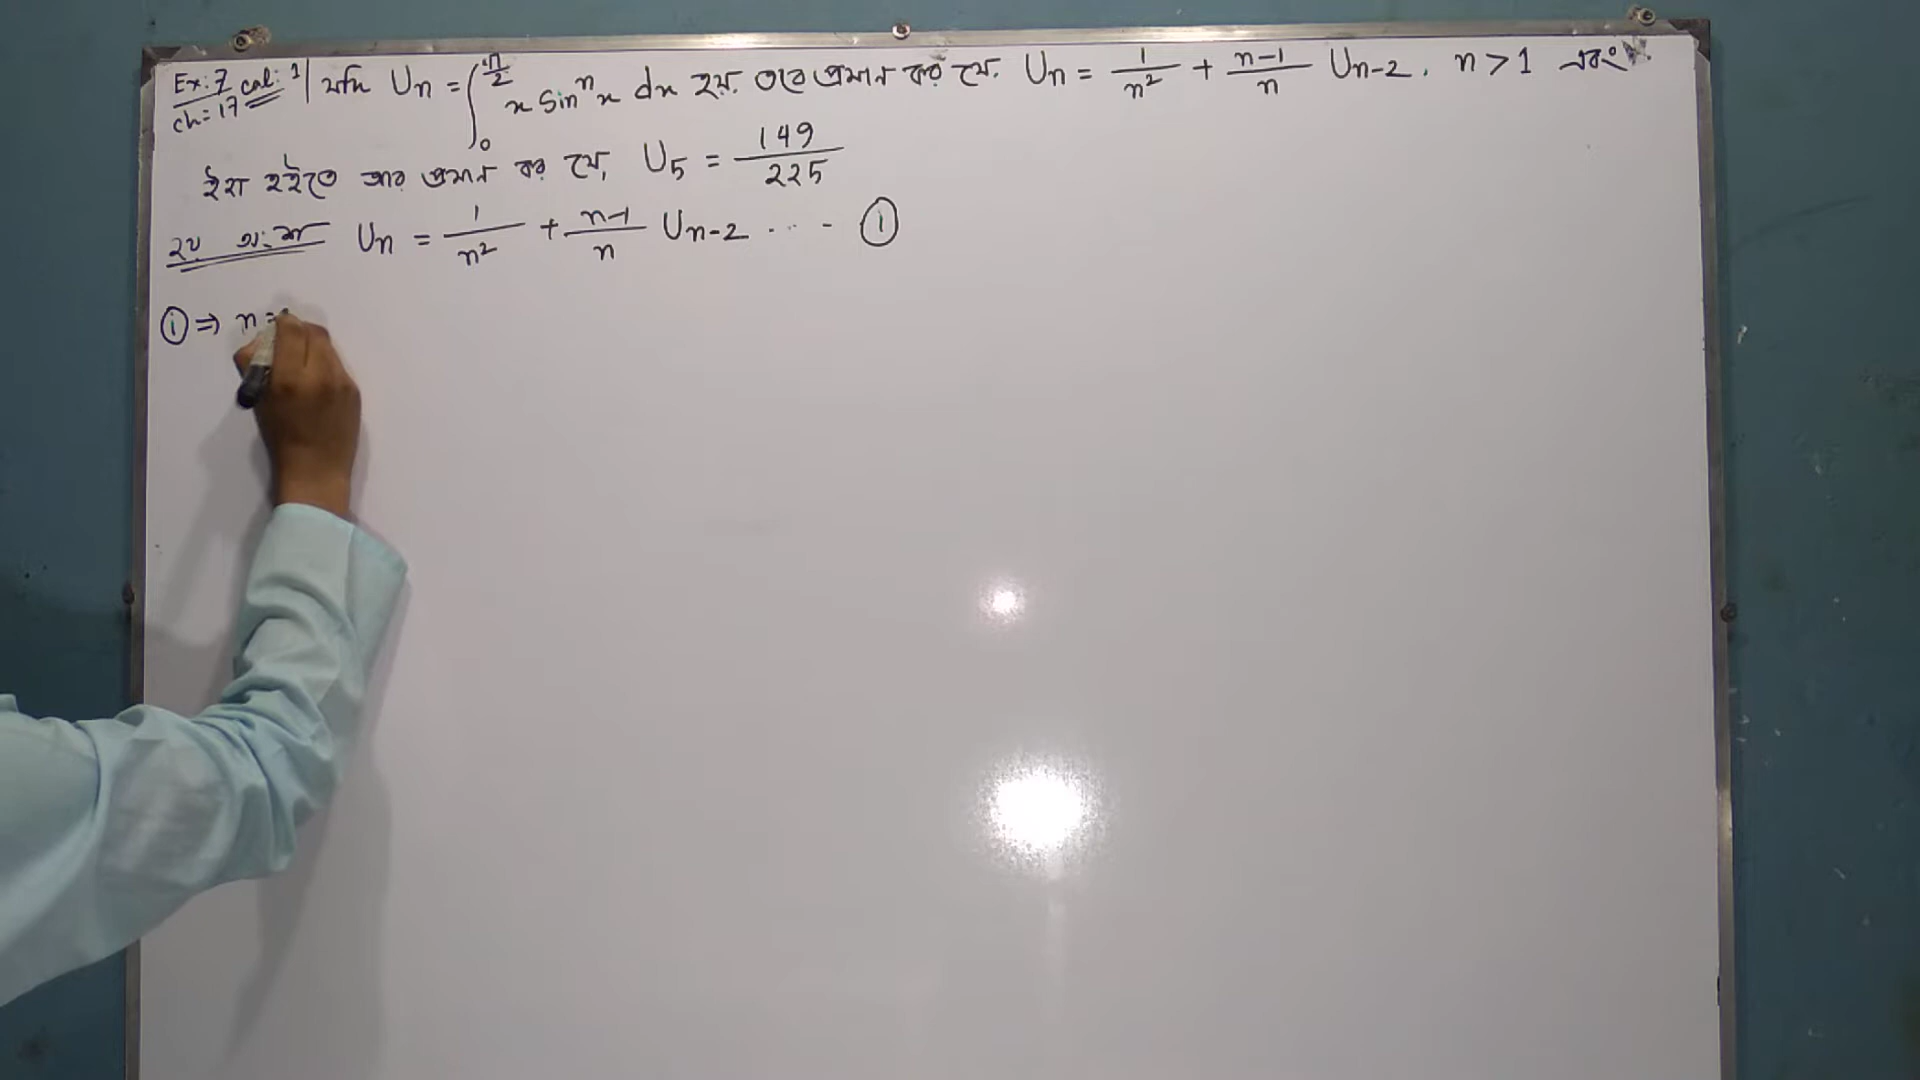 Ex: 7 cal: 1| যদি Un = ∫₀^(π/2) x Sinⁿx dx হয়. তবে প্রমান কর যে. Un = 1/n² + (n-1)/n Un-2 . n > 1 এবং
ch: 17
ইহা হইতে আর প্রমান কর যে, U5 = 149/225
২য় অংশ Un = 1/n² + (n-1)/n Un-2 ... - ①
① ⇒ n =